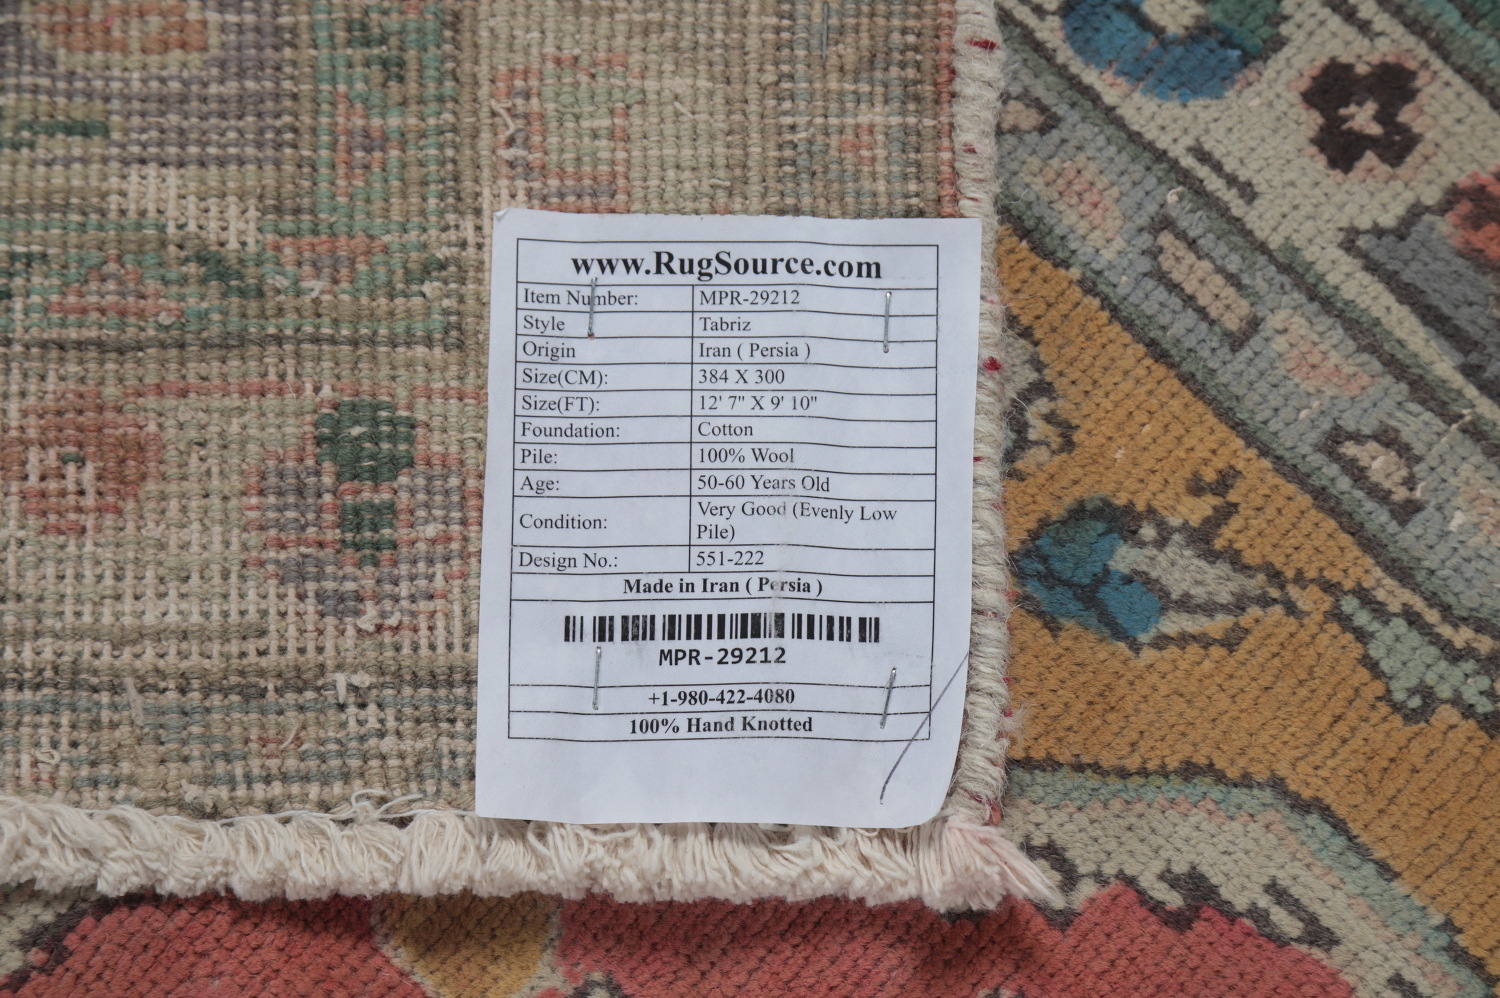 www.RugSource.com
Item Number: MPR-29212
Style Tabriz
Origin Iran ( Persia )
Size(CM): 384 X 300
Size(FT): 12' 7" X 9' 10"
Foundation: Cotton
Pile: 100% Wool
Age: 50-60 Years Old
Condition: Very Good (Evenly Low
Pile)
Design No.: 551-222
Made in Iran ( Persia )
MPR-29212
+1-980-422-4080
100% Hand Knotted